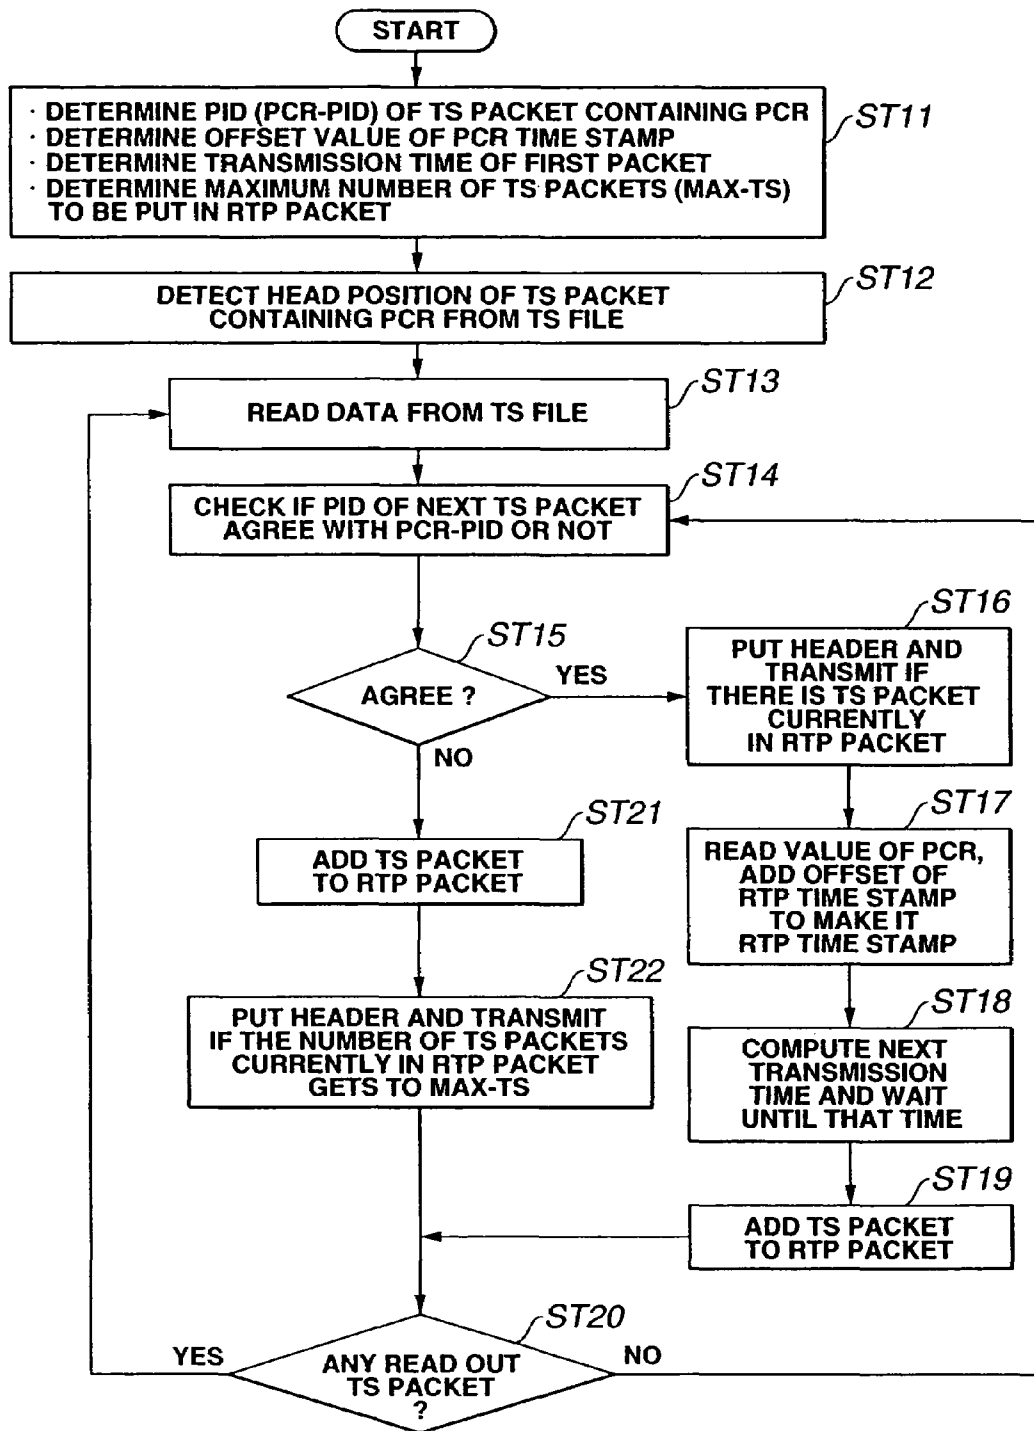 START
· DETERMINE PID (PCR-PID) OF TS PACKET CONTAINING PCR
· DETERMINE OFFSET VALUE OF PCR TIME STAMP
· DETERMINE TRANSMISSION TIME OF FIRST PACKET
· DETERMINE MAXIMUM NUMBER OF TS PACKETS (MAX-TS)
TO BE PUT IN RTP PACKET
ST11
DETECT HEAD POSITION OF TS PACKET
CONTAINING PCR FROM TS FILE
ST12
READ DATA FROM TS FILE
ST13
CHECK IF PID OF NEXT TS PACKET
AGREE WITH PCR-PID OR NOT
ST14
AGREE ?
ST15
YES
NO
PUT HEADER AND
TRANSMIT IF
THERE IS TS PACKET
CURRENTLY
IN RTP PACKET
ST16
READ VALUE OF PCR,
ADD OFFSET OF
RTP TIME STAMP
TO MAKE IT
RTP TIME STAMP
ST17
COMPUTE NEXT
TRANSMISSION
TIME AND WAIT
UNTIL THAT TIME
ST18
ADD TS PACKET
TO RTP PACKET
ST19
ADD TS PACKET
TO RTP PACKET
ST21
PUT HEADER AND TRANSMIT
IF THE NUMBER OF TS PACKETS
CURRENTLY IN RTP PACKET
GETS TO MAX-TS
ST22
ANY READ OUT
TS PACKET
?
ST20
YES
NO